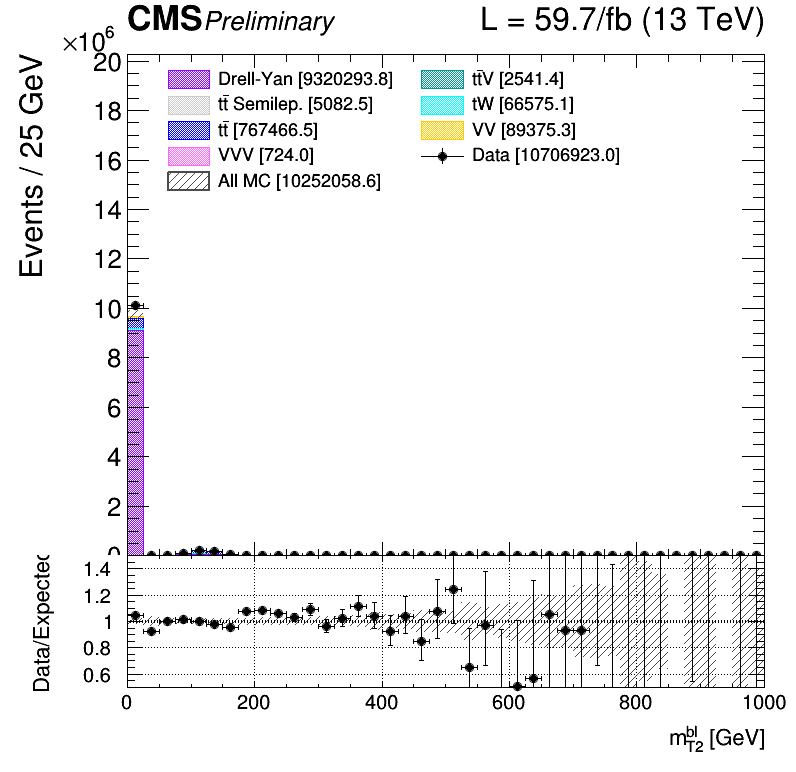 CMS Preliminary L = 59.7/fb (13 TeV)
×10⁶
Events / 25 GeV
20
18
16
14
12
10
8
6
4
2
0
Drell-Yan [9320293.8]
tt̄ Semilep. [5082.5]
tt̄ [767466.5]
VVV [724.0]
All MC [10252058.6]
tt̄V [2541.4]
tW [66575.1]
VV [89375.3]
Data [10706923.0]
Data/Expected
1.4
1.2
1
0.8
0.6
0 200 400 600 800 1000
m_{T2}^{bl} [GeV]